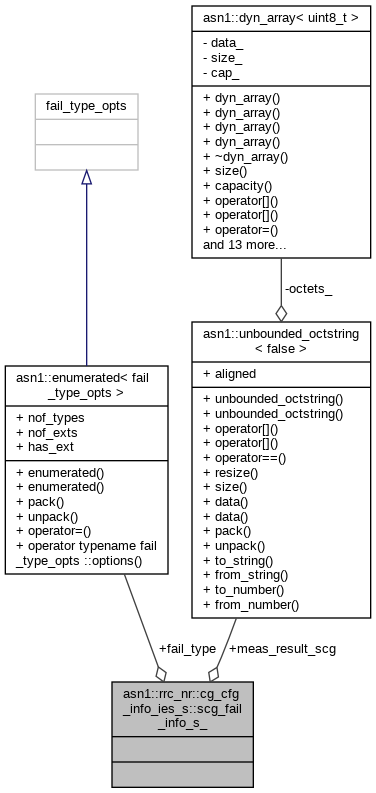 asn1::dyn_array< uint8_t >
- data_
- size_
- cap_
+ dyn_array()
+ dyn_array()
+ dyn_array()
+ dyn_array()
+ ~dyn_array()
+ size()
+ capacity()
+ operator[]()
+ operator[]()
+ operator=()
and 13 more...
fail_type_opts
-octets_
asn1::unbounded_octstring
< false >
+ aligned
+ unbounded_octstring()
+ unbounded_octstring()
+ operator[]()
+ operator[]()
+ operator==()
+ resize()
+ size()
+ data()
+ data()
+ pack()
+ unpack()
+ to_string()
+ from_string()
+ to_number()
+ from_number()
asn1::enumerated< fail
_type_opts >
+ nof_types
+ nof_exts
+ has_ext
+ enumerated()
+ enumerated()
+ pack()
+ unpack()
+ operator=()
+ operator typename fail
_type_opts ::options()
+fail_type
+meas_result_scg
asn1::rrc_nr::cg_cfg
_info_ies_s::scg_fail
_info_s_